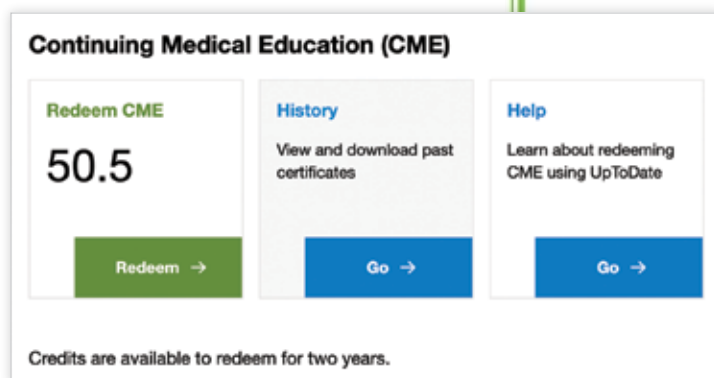 Continuing Medical Education (CME)
Redeem CME
50.5
Redeem →
History
View and download past
certificates
Go →
Help
Learn about redeeming
CME using UpToDate
Go →
Credits are available to redeem for two years.